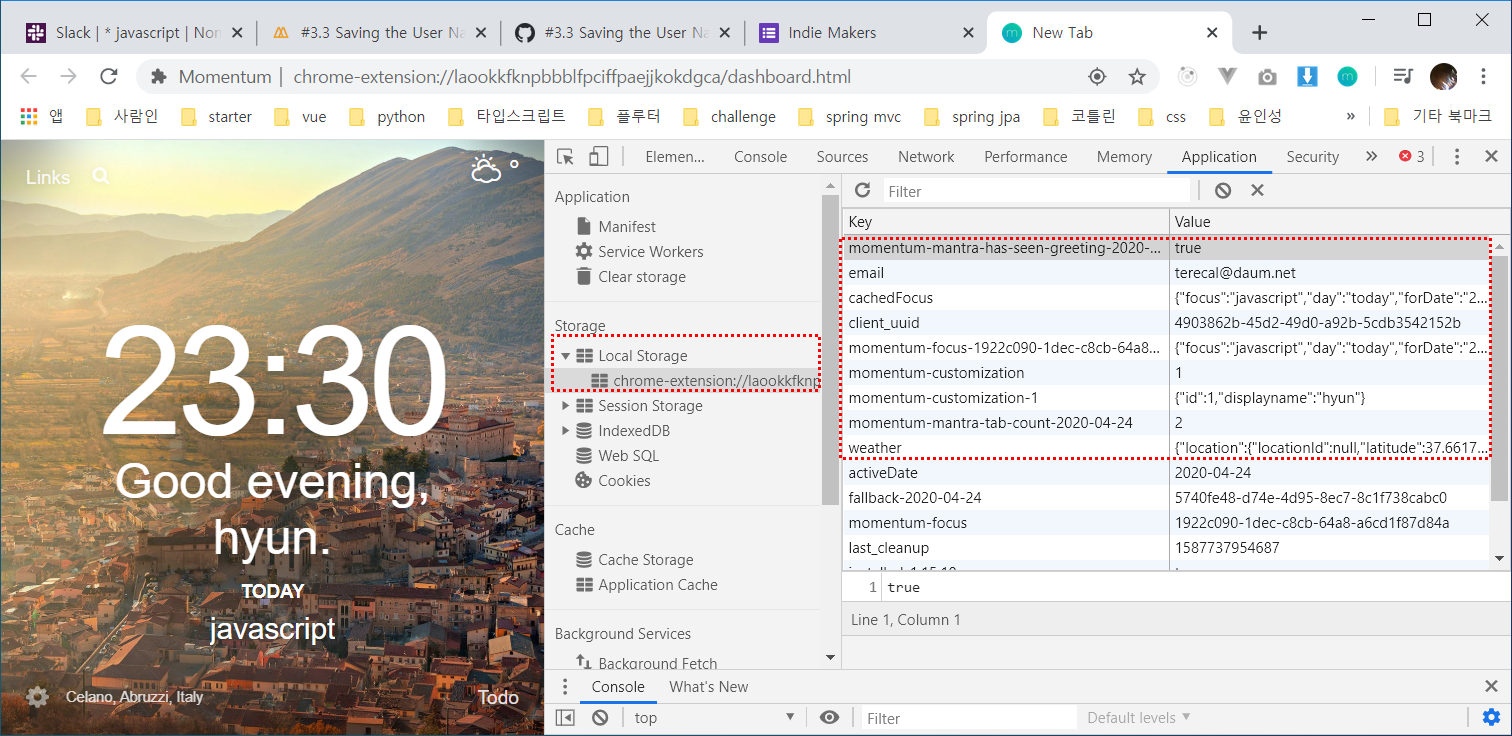 Slack | * javascript | Non
#3.3 Saving the User Na
#3.3 Saving the User Na
Indie Makers
New Tab
Momentum | chrome-extension://laookkfknpbbblfpciffpaejjkokdgca/dashboard.html
앱 사람인 starter vue python 타입스크립트 플루터 challenge spring mvc spring jpa 코틀린 css 윤인성 » 기타 북마크
Links
23:30
Good evening,
hyun.
TODAY
javascript
Celano, Abruzzi, Italy
Todo
Elemen... Console Sources Network Performance Memory Application Security » 3
Application
Manifest
Service Workers
Clear storage
Storage
Local Storage
chrome-extension://laookkfknp
Session Storage
IndexedDB
Web SQL
Cookies
Cache
Cache Storage
Application Cache
Background Services
Background Fetch
Filter
Key Value
momentum-mantra-has-seen-greeting-2020-... true
email terecal@daum.net
cachedFocus {"focus":"javascript","day":"today","forDate":"2...
client_uuid 4903862b-45d2-49d0-a92b-5cdb3542152b
momentum-focus-1922c090-1dec-c8cb-64a8... {"focus":"javascript","day":"today","forDate":"2...
momentum-customization 1
momentum-customization-1 {"id":1,"displayname":"hyun"}
momentum-mantra-tab-count-2020-04-24 2
weather {"location":{"locationId":null,"latitude":37.6617...
activeDate 2020-04-24
fallback-2020-04-24 5740fe48-d74e-4d95-8ec7-8c1f738cabc0
momentum-focus 1922c090-1dec-c8cb-64a8-a6cd1f87d84a
last_cleanup 1587737954687
1 true
Line 1, Column 1
Console What's New
top Filter Default levels